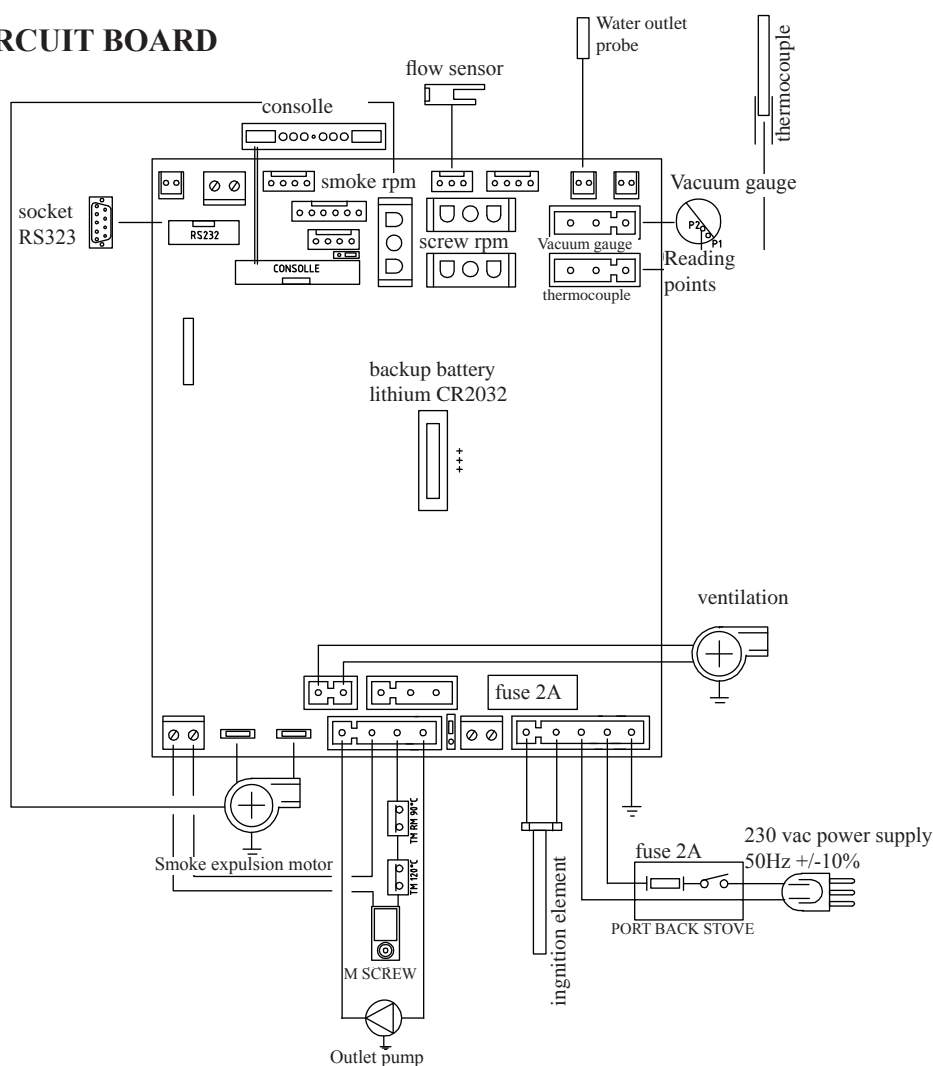 RCUIT BOARD
Water outlet
probe
thermocouple
flow sensor
consolle
smoke rpm
Vacuum gauge
socket
RS323
RS232
P2
P1
screw rpm
Vacuum gauge
Reading
points
CONSOLLE
thermocouple
backup battery
lithium CR2032
+++
ventilation
fuse 2A
TM RM 90°C
TM 120°C
Smoke expulsion motor
M SCREW
Outlet pump
ingnition element
fuse 2A
230 vac power supply
50Hz +/-10%
PORT BACK STOVE